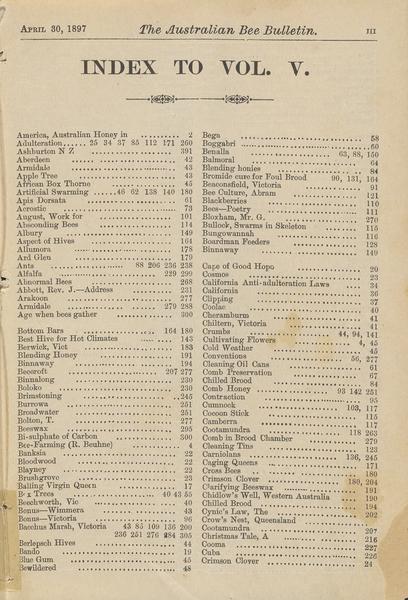 APRIL 30, 1897 The Australian Bee Bulletin. III
INDEX TO VOL. V.
America, Australian Honey in 2
Adulteration 25 34 37 85 112 171 260
Ashburton N Z 391
Aberdeen 42
Armidale 43
Apple Tree 43
African Box Thorne 45
Artificial Swarming 46 62 138 140 180
Apis Dorsata 61
Acrostic 73
August, Work for 101
Absconding Bees 114
Albury 149
Aspect of Hives 164
Allumora 178
Ard Glen 179
Ants 88 206 236 238
Alfalfa 229 299
Abnormal Bees 268
Abbott, Rev. J.—Address 231
Arakoon 277
Armidale 279 288
Age when bees gather 300
Bottom Bars 164 180
Best Hive for Hot Climates 143
Berwick, Vict 183
Blending Honey 191
Binnaway 194
Beecroft 207 277
Binnalong 230
Boloko 230
Brimstoning 245
Burrowa 251
Broadwater 251
Bolton, T. 277
Beeswax 295
Bi-sulphate of Carbon 300
Bee-Farming (R. Beuhne) 4
Banksia 22
Bloodwood 22
Blayney 22
Brushgrove 23
Balling Virgin Queen 17
Box Trees 40 43 55
Beechworth, Vic 40
Benus—Wimmera 43
Bonus—Victoria 96
Bacchus Marsh, Victoria 43 85 109 136 200
236 251 276 284 305
Berlepsch Hives 44
Bando 19
Blue Gum 45
Bewildered 48
Bega 58
Boggabri 60
Benalla 63, 88, 150
Balmoral 64
Blending honies 84
Bromide cure for Foul Brood 90, 131, 164
Beaconsfield, Victoria 91
Bee Culture, Abram 121
Blackberries 110
Bees—Poetry 111
Bloxham, Mr. G. 270
Bullock, Swarms in Skeleton 115
Bungowannah 116
Boardman Feeders 128
Binnaway 149
Cape of Good Hope 20
Cosmos 23
California Anti-adulteration Laws 34
California 36
Clipping 37
Coolac 40
Cheramburm 41
Chiltern, Victoria 41
Crumbs 44, 94, 141
Cultivating Flowers 4, 45
Cold Weather 45
Conventions 56, 277
Cleaning Oil Cans 61
Comb Preservation 67
Chilled Brood 84
Comb Honey 93 142 251
Contraction 95
Cumnock 103, 117
Cocoon Stick 115
Camberra 117
Cootamundra 118 263
Comb in Brood Chamber 279
Cleaning Tins 123
Carniolans 136, 245
Caging Queens 171
Cross Bees 180
Crimson Clover 180, 204
Clarifying Beeswax 191
Chidlow's Well, Western Australia 190
Chilled Brood 194
Cynic's Law, The 202
Crow's Nest, Queensland
Cootamundra 207
Christmas Tale, A 216
Cooma 227
Cuba 226
Crimson Clover 24